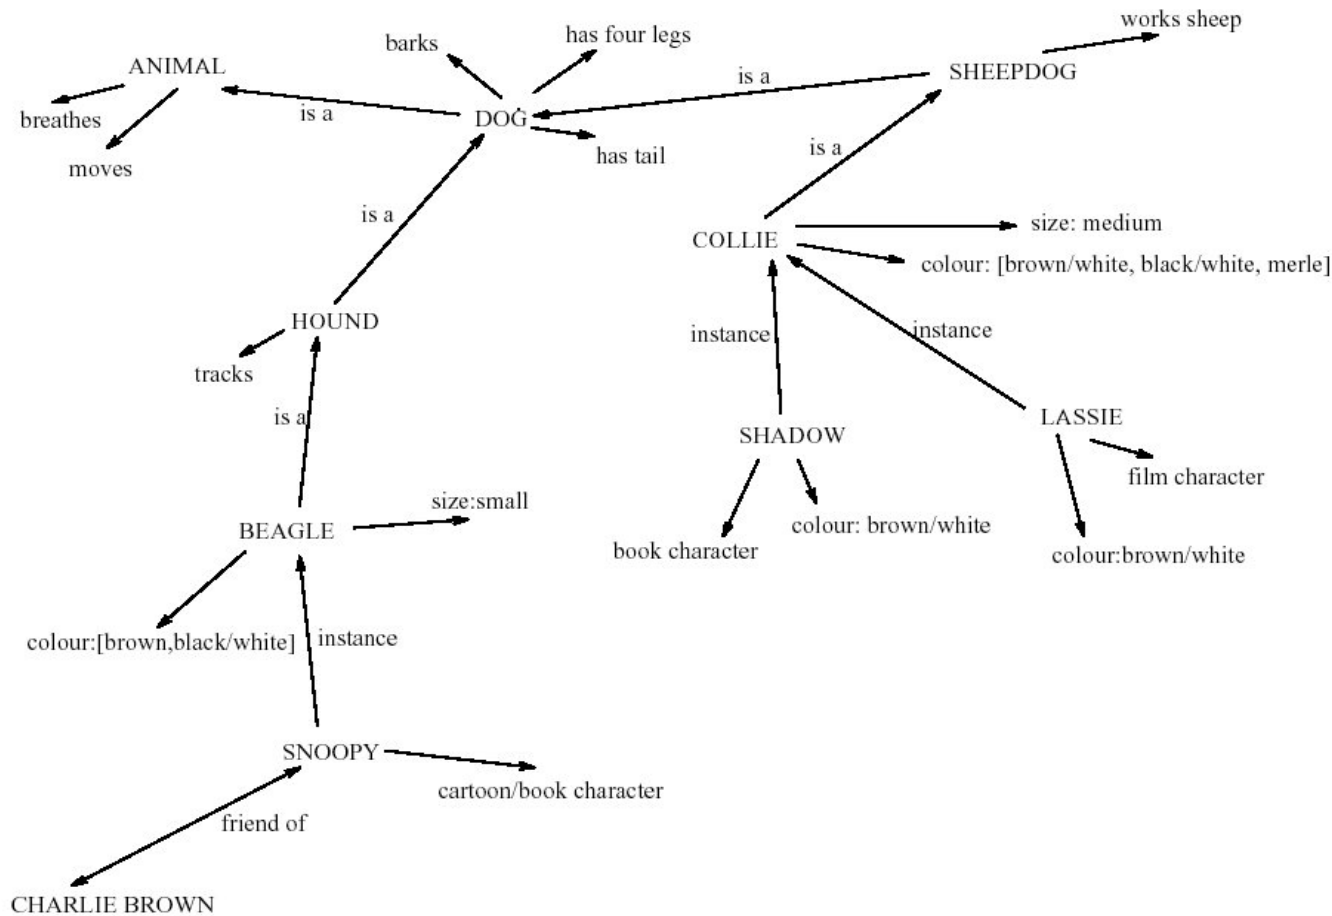 works sheep
has four legs
barks
ANIMAL
is a
SHEEPDOG
is a
breathes
DOG
has tail
moves
is a
is a
size: medium
COLLIE
colour: [brown/white, black/white, merle]
HOUND
instance
instance
tracks
is a
LASSIE
SHADOW
film character
size:small
colour: brown/white
BEAGLE
book character
colour:brown/white
colour:[brown,black/white]
instance
SNOOPY
cartoon/book character
friend of
CHARLIE BROWN